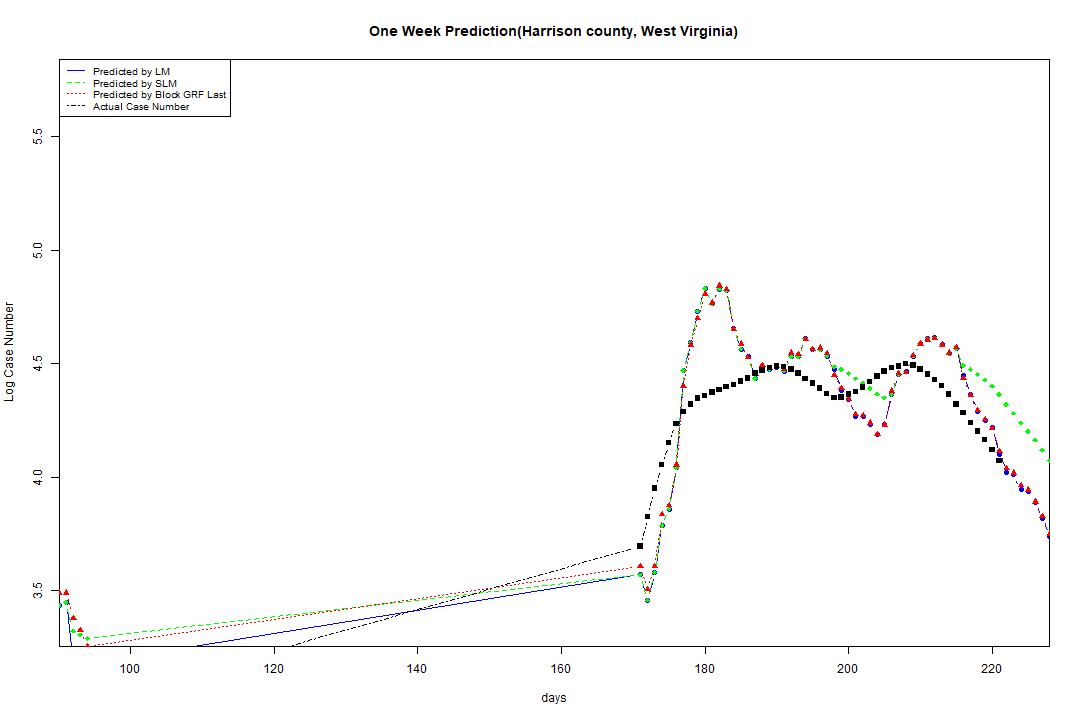 One Week Prediction(Harrison county, West Virginia)
Predicted by LM
Predicted by SLM
Predicted by Block GRF Last
Actual Case Number
5.5
5.0
4.5
4.0
3.5
Log Case Number
100 120 140 160 180 200 220
days